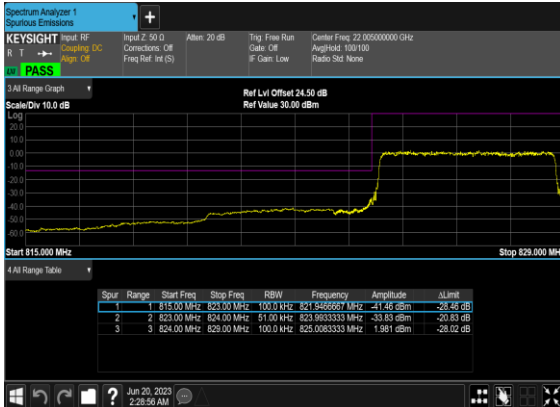 Spectrum Analyzer 1
Spurious Emissions
+
KEYSIGHT Input: RF Input Z: 50 Ω Atten: 20 dB Trig: Free Run Center Freq: 22.005000000 GHz
R T Coupling: DC Corrections: Off Gate: Off Avg|Hold: 100/100
Align: Off Freq Ref: Int (S) IF Gain: Low Radio Std: None
PASS
3 All Range Graph
Ref Lvl Offset 24.50 dB
Scale/Div 10.0 dB Ref Value 30.00 dBm
Log
20.0
10.0
0.00
-10.0
-20.0
-30.0
-40.0
-50.0
-60.0
Start 815.000 MHz Stop 829.000 MH
4 All Range Table
Spur Range Start Freq Stop Freq RBW Frequency Amplitude ΔLimit
1 1 815.00 MHz 823.00 MHz 100.0 kHz 821.9466667 MHz -41.46 dBm -28.46 dB
2 2 823.00 MHz 824.00 MHz 51.00 kHz 823.9933333 MHz -33.83 dBm -20.83 dB
3 3 824.00 MHz 829.00 MHz 100.0 kHz 825.0083333 MHz 1.981 dBm -28.02 dB
? Jun 20, 2023
2:28:56 AM